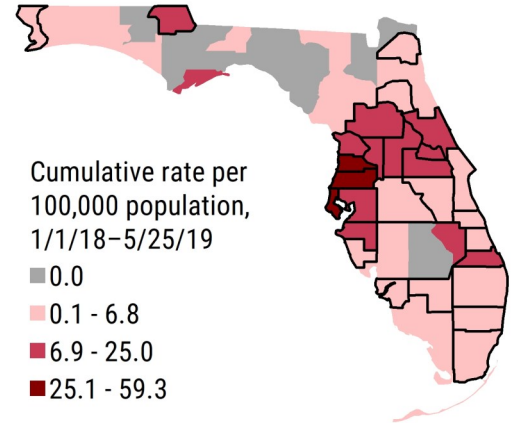 Cumulative rate per
100,000 population,
1/1/18–5/25/19
0.0
0.1 - 6.8
6.9 - 25.0
25.1 - 59.3